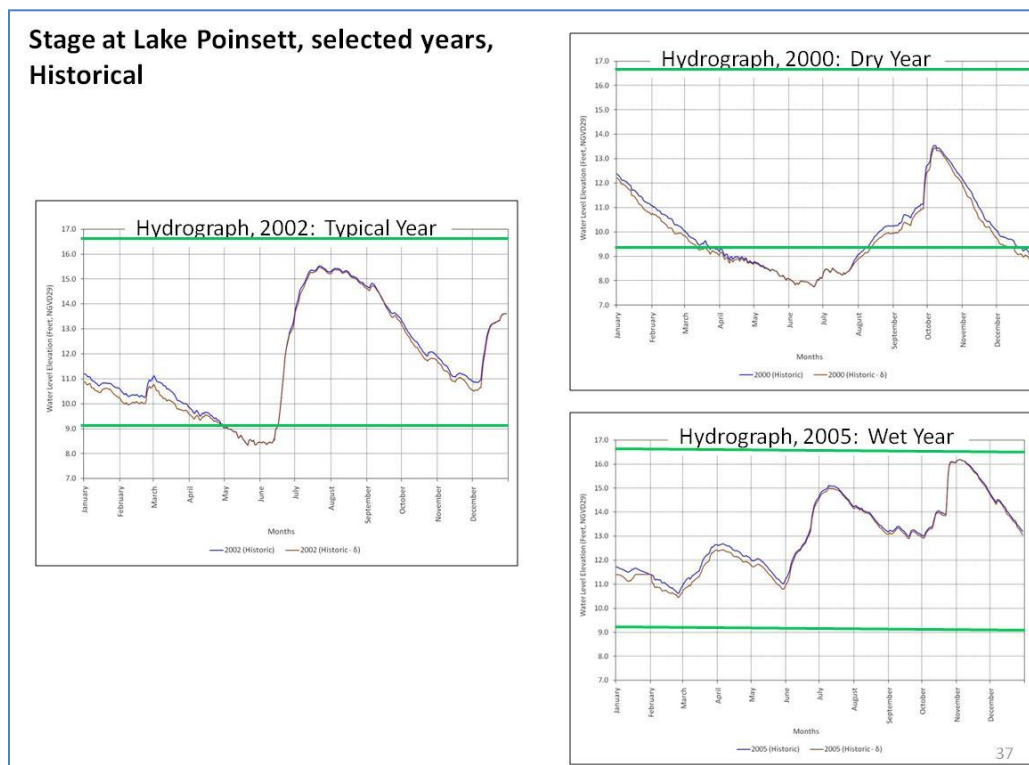 Stage at Lake Poinsett, selected years,
Historical
Hydrograph, 2002: Typical Year
Water Level Elevation (Feet, NGVD29)
17.0
16.0
15.0
14.0
13.0
12.0
11.0
10.0
9.0
8.0
7.0
January
February
March
April
May
June
July
August
September
October
November
December
Months
2002 (Historic)
2002 (Historic - δ)
Hydrograph, 2000: Dry Year
Water Level Elevation (Feet, NGVD29)
17.0
16.0
15.0
14.0
13.0
12.0
11.0
10.0
9.0
8.0
7.0
January
February
March
April
May
June
July
August
September
October
November
December
Months
2000 (Historic)
2000 (Historic - δ)
Hydrograph, 2005: Wet Year
Water Level Elevation (Feet, NGVD29)
17.0
16.0
15.0
14.0
13.0
12.0
11.0
10.0
9.0
8.0
7.0
6.0
January
February
March
April
May
June
July
August
September
October
November
December
Months
2005 (Historic)
2005 (Historic - δ)
37